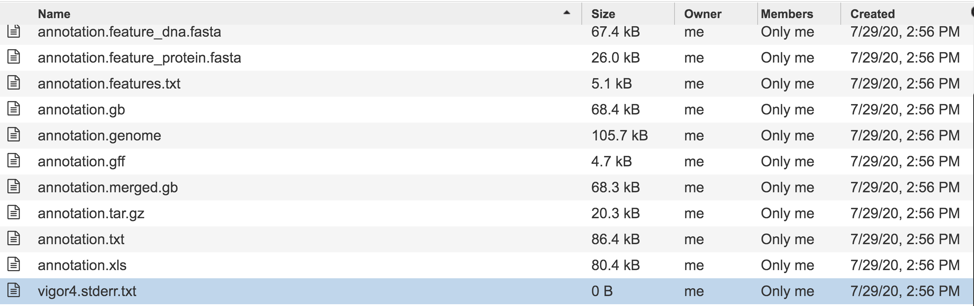 Name Size Owner Members Created
annotation.feature_dna.fasta 67.4 kB me Only me 7/29/20, 2:56 PM
annotation.feature_protein.fasta 26.0 kB me Only me 7/29/20, 2:56 PM
annotation.features.txt 5.1 kB me Only me 7/29/20, 2:56 PM
annotation.gb 68.4 kB me Only me 7/29/20, 2:56 PM
annotation.genome 105.7 kB me Only me 7/29/20, 2:56 PM
annotation.gff 4.7 kB me Only me 7/29/20, 2:56 PM
annotation.merged.gb 68.3 kB me Only me 7/29/20, 2:56 PM
annotation.tar.gz 20.3 kB me Only me 7/29/20, 2:56 PM
annotation.txt 86.4 kB me Only me 7/29/20, 2:56 PM
annotation.xls 80.4 kB me Only me 7/29/20, 2:56 PM
vigor4.stderr.txt 0 B me Only me 7/29/20, 2:56 PM